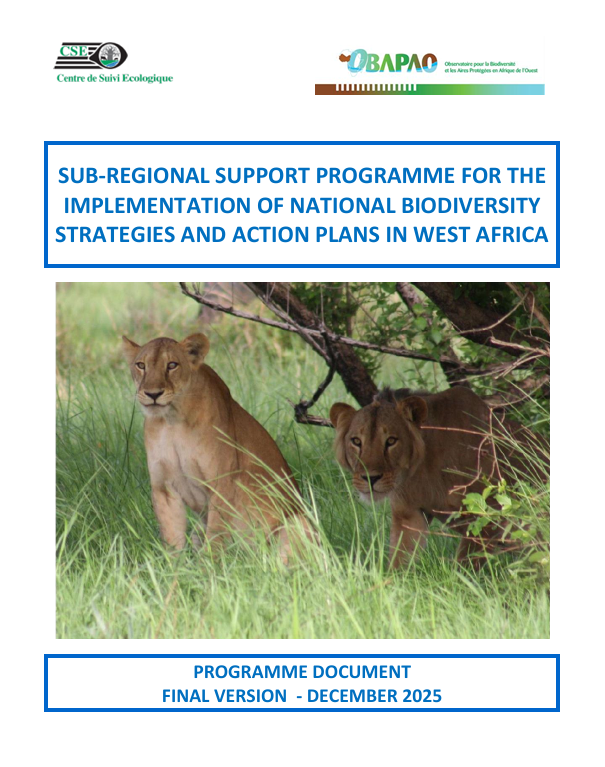 CSE
Centre de Suivi Ecologique
OBAPAO
Observatoire pour la Biodiversité
et les Aires Protégées en Afrique de l'Ouest
SUB-REGIONAL SUPPORT PROGRAMME FOR THE
IMPLEMENTATION OF NATIONAL BIODIVERSITY
STRATEGIES AND ACTION PLANS IN WEST AFRICA
PROGRAMME DOCUMENT
FINAL VERSION - DECEMBER 2025